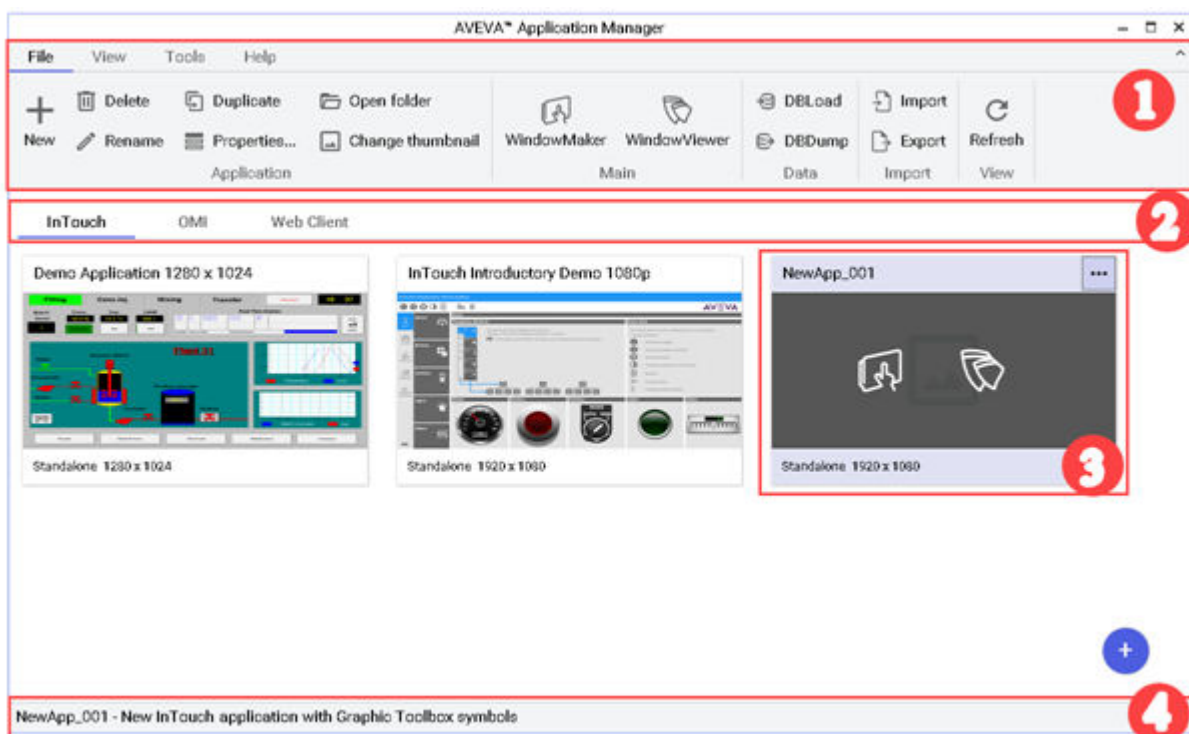 AVEVA™ Application Manager
File View Tools Help
1
New
Delete Duplicate Open folder
Rename Properties... Change thumbnail
WindowMaker WindowViewer
DBLoad Import
DBDump Export
Refresh
Application Main Data Import View
InTouch OMI Web Client
2
Demo Application 1280 x 1024
Standalone 1280 x 1024
InTouch Introductory Demo 1080p
AVEVA
Standalone 1920 x 1080
NewApp_001
Standalone 1920 x 1080
3
NewApp_001 - New InTouch application with Graphic Toolbox symbols
4